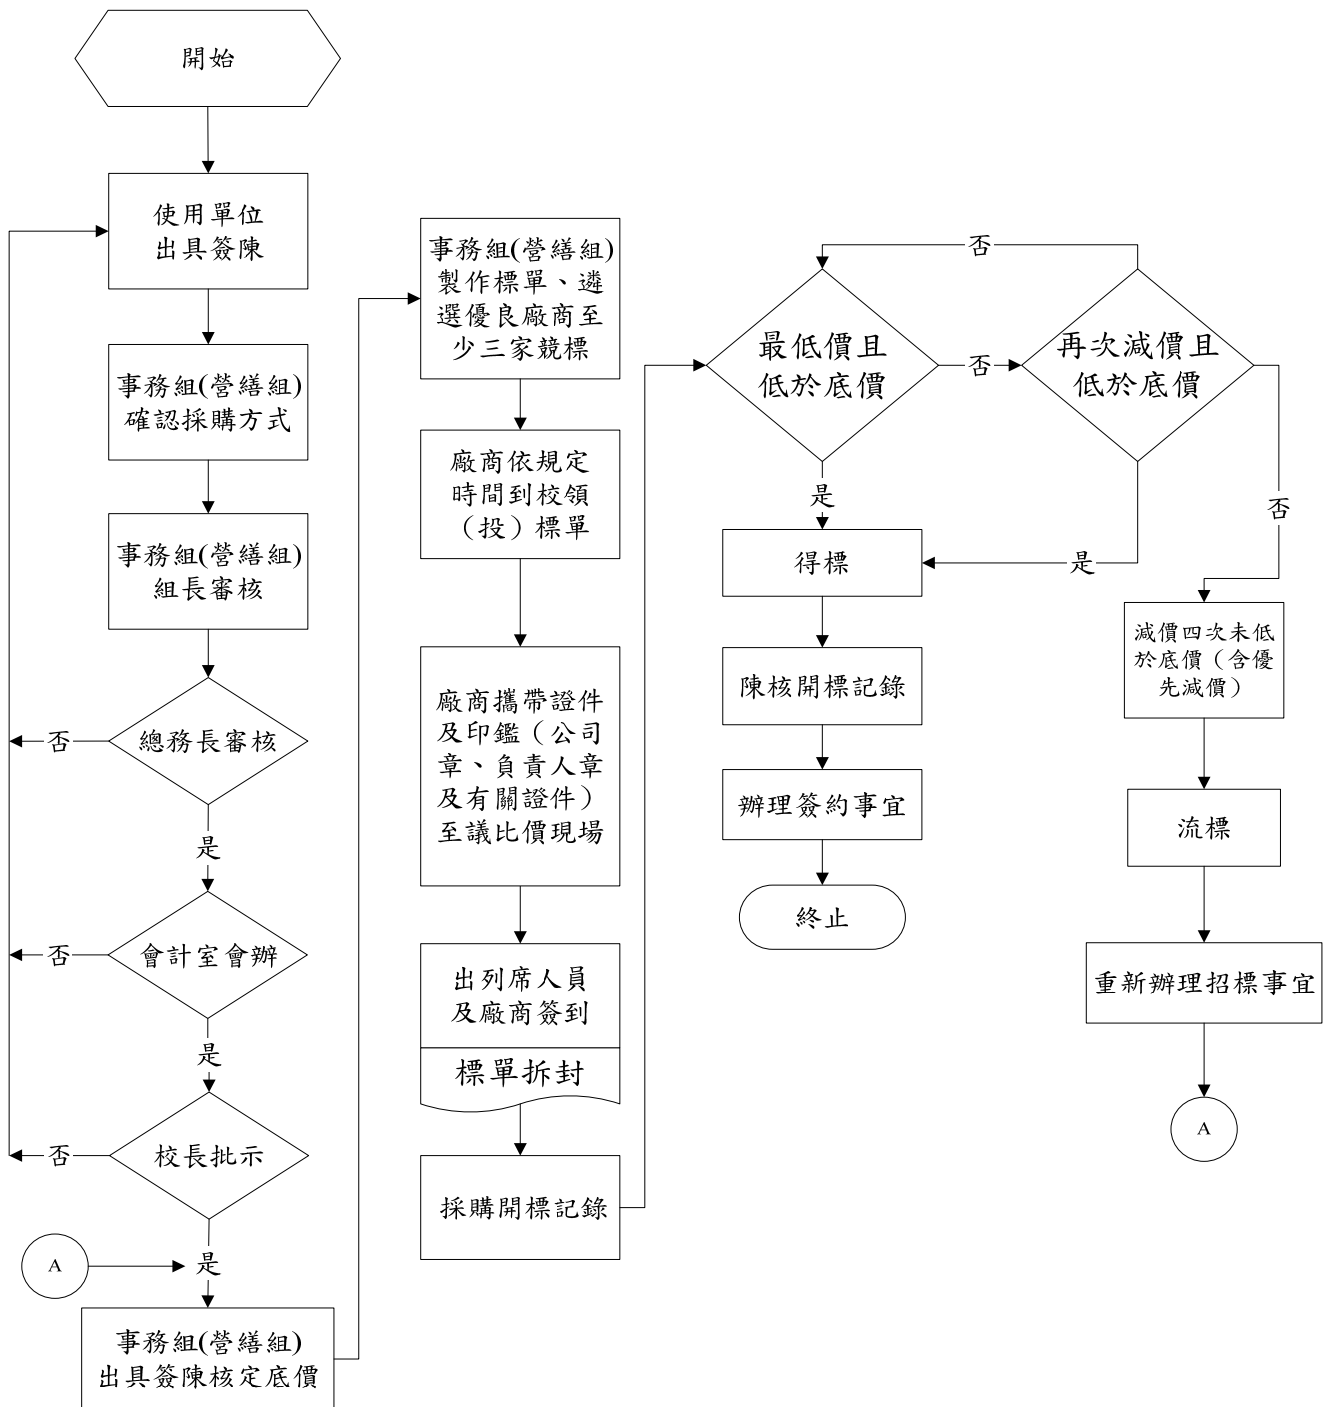 開始
使用單位
出具簽陳
事務組(營繕組)
確認採購方式
事務組(營繕組)
組長審核
總務長審核
否
是
會計室會辦
否
是
校長批示
否
是
A
事務組(營繕組)
出具簽陳核定底價
事務組(營繕組)
製作標單、遴
選優良廠商至
少三家競標
廠商依規定
時間到校領
（投）標單
廠商攜帶證件
及印鑑（公司
章、負責人章
及有關證件）
至議比價現場
出列席人員
及廠商簽到
標單拆封
採購開標記錄
最低價且
低於底價
否
否
再次減價且
低於底價
是
是
否
得標
陳核開標記錄
辦理簽約事宜
終止
減價四次未低
於底價（含優
先減價）
流標
重新辦理招標事宜
A